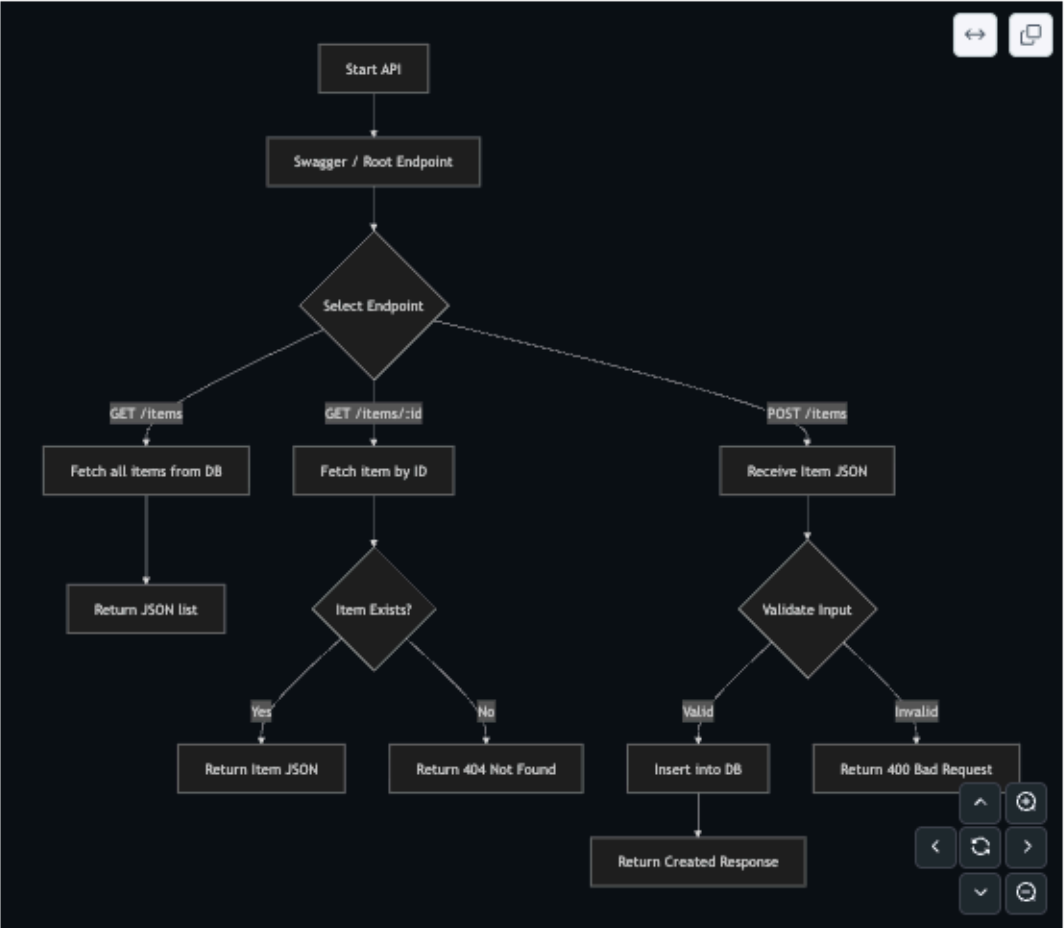 Start API
Swagger / Root Endpoint
Select Endpoint
GET /items
GET /items/:id
POST /items
Fetch all items from DB
Fetch item by ID
Receive Item JSON
Return JSON list
Item Exists?
Validate Input
Yes
No
Valid
Invalid
Return Item JSON
Return 404 Not Found
Insert into DB
Return 400 Bad Request
Return Created Response